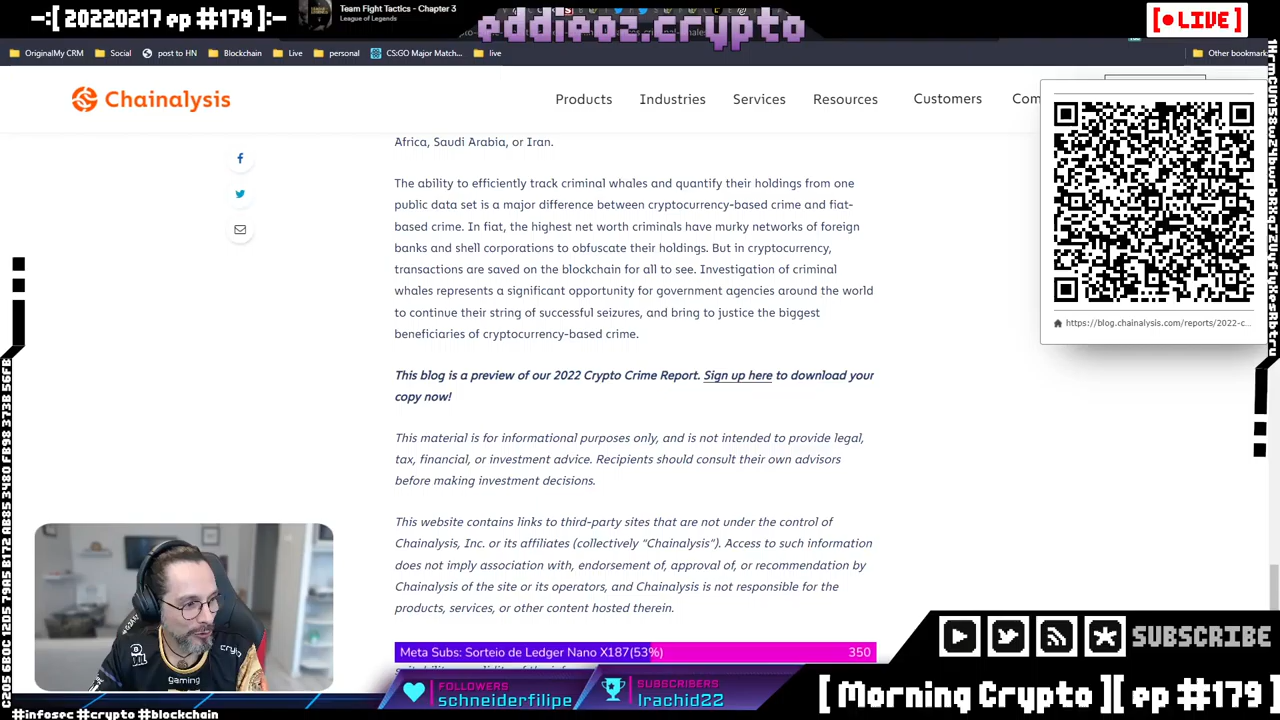 —:[ 20220217 ep #179 ]:—
Team Fight Tactics - Chapter 3
League of Legends
eddieoz.crypto
[ LIVE ]
OriginalMy CRM
Social
post to HN
Blockchain
Live
personal
CS:GO Major Match...
live
Other bookmark
Chainalysis
Products
Industries
Services
Resources
Customers
Com
Africa, Saudi Arabia, or Iran.
The ability to efficiently track criminal whales and quantify their holdings from one
public data set is a major difference between cryptocurrency-based crime and fiat-
based crime. In fiat, the highest net worth criminals have murky networks of foreign
banks and shell corporations to obfuscate their holdings. But in cryptocurrency,
transactions are saved on the blockchain for all to see. Investigation of criminal
whales represents a significant opportunity for government agencies around the world
to continue their string of successful seizures, and bring to justice the biggest
beneficiaries of cryptocurrency-based crime.
This blog is a preview of our 2022 Crypto Crime Report. Sign up here to download your
copy now!
This material is for informational purposes only, and is not intended to provide legal,
tax, financial, or investment advice. Recipients should consult their own advisors
before making investment decisions.
This website contains links to third-party sites that are not under the control of
Chainalysis, Inc. or its affiliates (collectively “Chainalysis”). Access to such information
does not imply association with, endorsement of, approval of, or recommendation by
Chainalysis of the site or its operators, and Chainalysis is not responsible for the
products, services, or other content hosted therein.
https://blog.chainalysis.com/reports/2022-c...
Meta Subs: Sorteio de Ledger Nano X187(53%)
350
FOLLOWERS
schneiderfilipe
SUBSCRIBERS
lrachid22
SUBSCRIBE
[ Morning Crypto ][ ep #179 ]
#infosec #crypto #blockchain
cryp
gaming